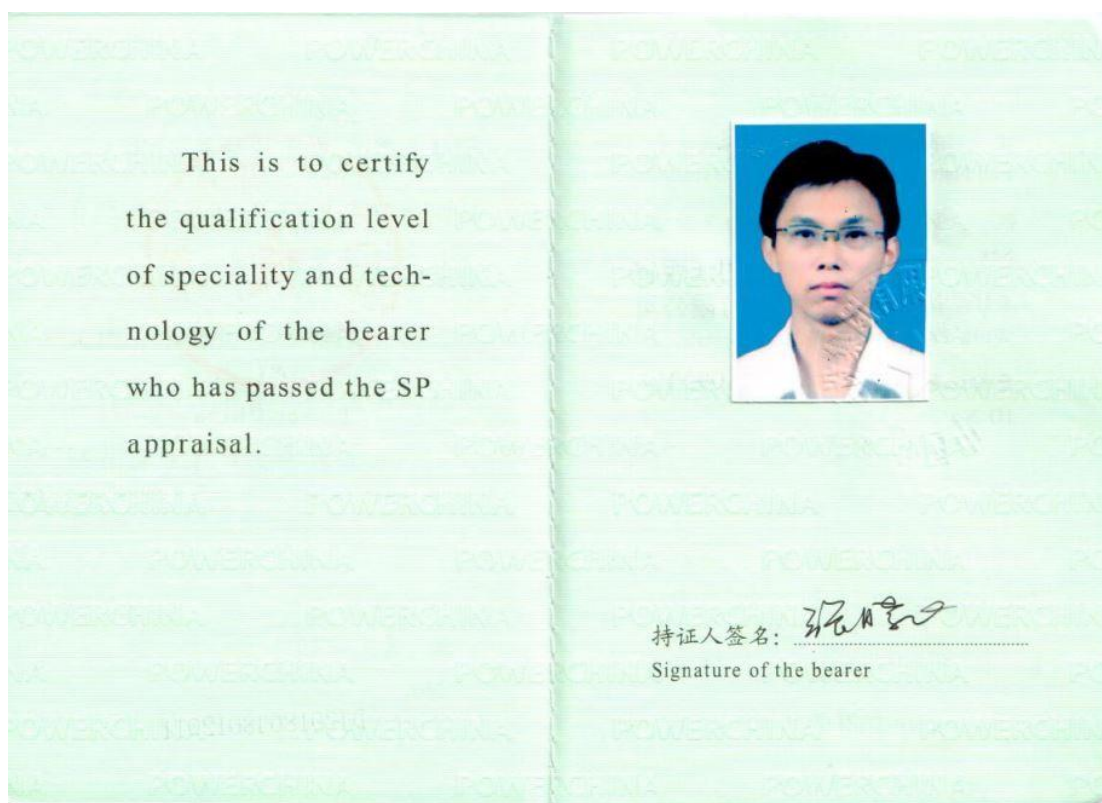 This is to certify
the qualification level
of speciality and tech-
nology of the bearer
who has passed the SP
appraisal.
持证人签名:
Signature of the bearer